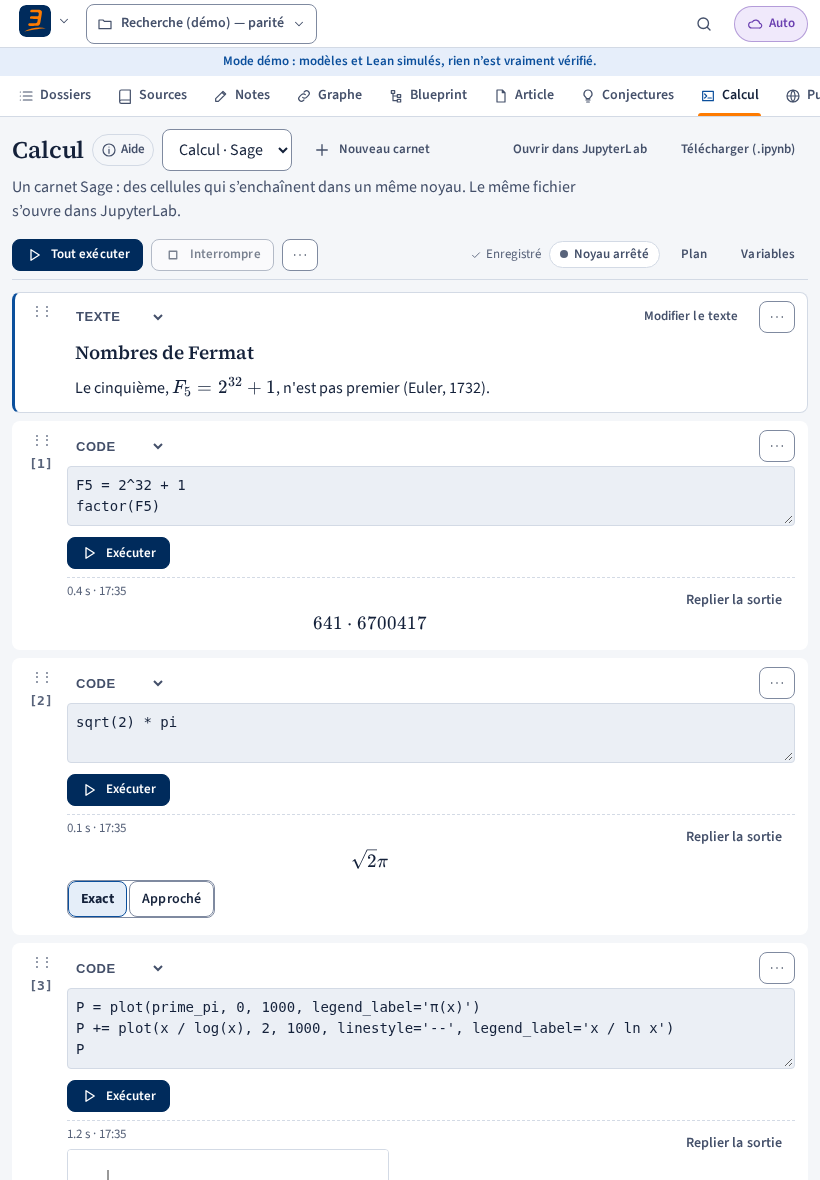 Recherche (démo) — parité
Auto
Mode démo : modèles et Lean simulés, rien n’est vraiment vérifié.
Dossiers Sources Notes Graphe Blueprint Article Conjectures Calcul
Calcul Aide Calcul · Sage Nouveau carnet Ouvrir dans JupyterLab Télécharger (.ipynb)
Un carnet Sage : des cellules qui s’enchaînent dans un même noyau. Le même fichier
s’ouvre dans JupyterLab.
Tout exécuter Interrompre ··· Enregistré Noyau arrêté Plan Variables
TEXTE Modifier le texte ···
Nombres de Fermat
Le cinquième, F₅ = 2³² + 1, n'est pas premier (Euler, 1732).
CODE ···
[1]
F5 = 2^32 + 1
factor(F5)
Exécuter
0.4 s · 17:35
Replier la sortie
641 · 6700417
CODE ···
[2]
sqrt(2) * pi
Exécuter
0.1 s · 17:35
Replier la sortie
√2π
Exact Approché
CODE ···
[3]
P = plot(prime_pi, 0, 1000, legend_label='π(x)')
P += plot(x / log(x), 2, 1000, linestyle='--', legend_label='x / ln x')
P
Exécuter
1.2 s · 17:35
Replier la sortie